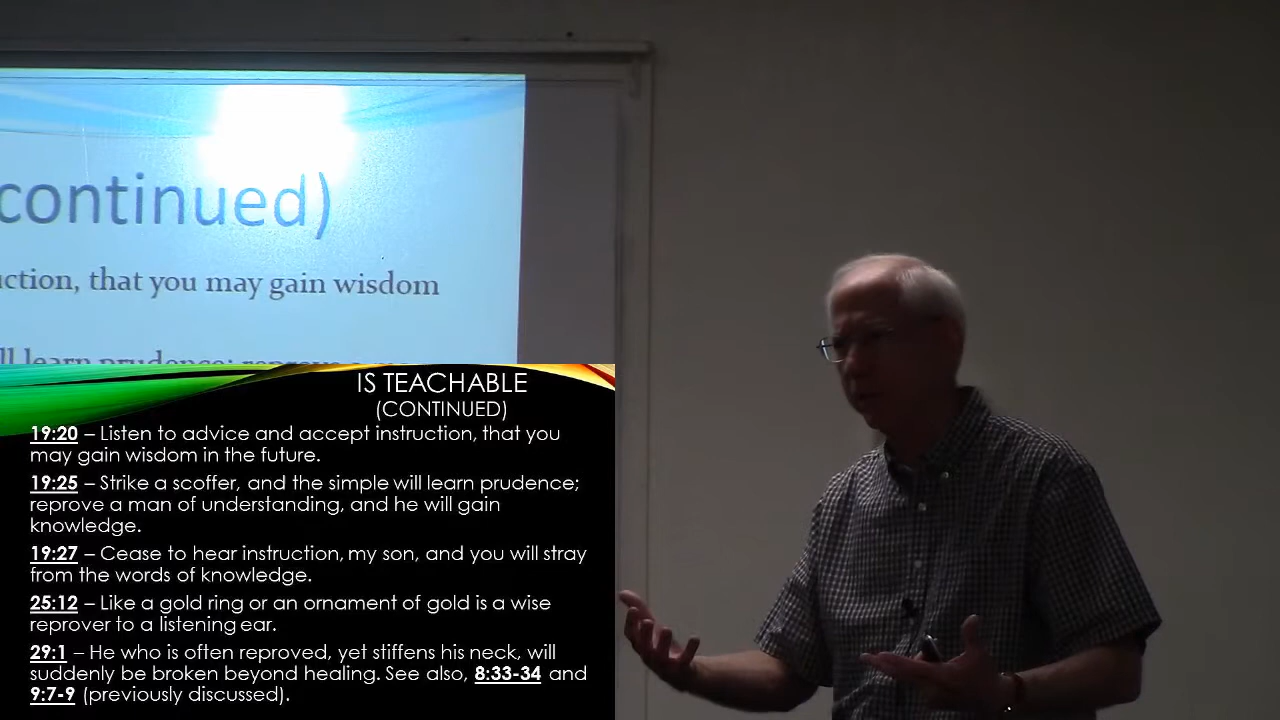 continued)
that you may gain wisdom
learn prudence;
IS TEACHABLE
(CONTINUED)
19:20 – Listen to advice and accept instruction, that you
may gain wisdom in the future.
19:25 – Strike a scoffer, and the simple will learn prudence;
reprove a man of understanding, and he will gain
knowledge.
19:27 – Cease to hear instruction, my son, and you will stray
from the words of knowledge.
25:12 – Like a gold ring or an ornament of gold is a wise
reprover to a listening ear.
29:1 – He who is often reproved, yet stiffens his neck, will
suddenly be broken beyond healing. See also, 8:33-34 and
9:7-9 (previously discussed).